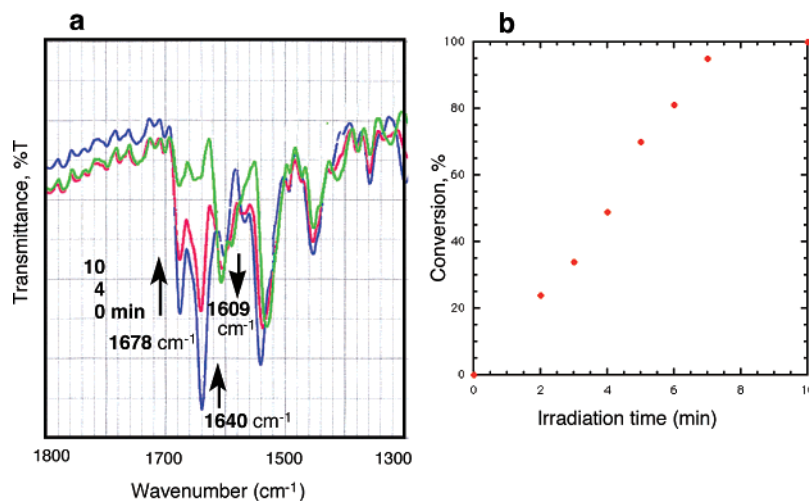 a
Transmittance, %T
10
4
0 min
1678 cm⁻¹
1609
cm⁻¹
1640 cm⁻¹
1800
1700
1500
1300
Wavenumber (cm⁻¹)
b
Conversion, %
100
80
60
40
20
0
0
2
4
6
8
10
Irradiation time (min)